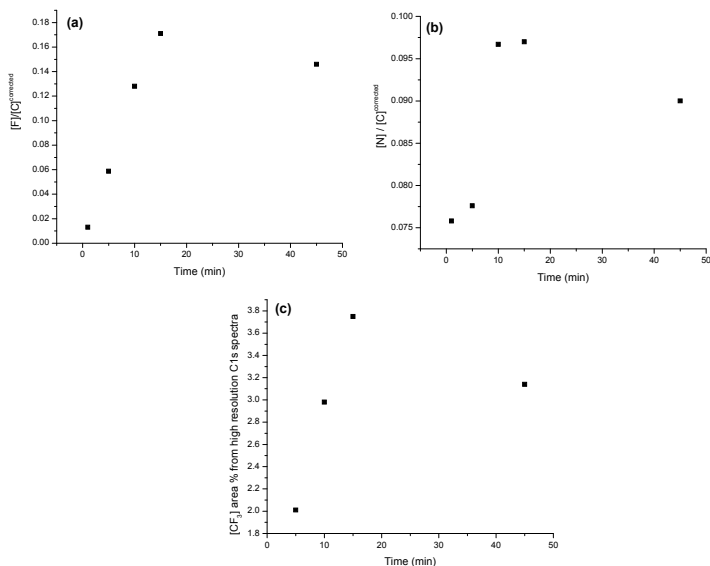 (a)
[F]/[C]corrected
0.18
0.16
0.14
0.12
0.10
0.08
0.06
0.04
0.02
0.00
0 10 20 30 40 50
Time (min)
(b)
[N] / [C]corrected
0.100
0.095
0.090
0.085
0.080
0.075
0 10 20 30 40 50
Time (min)
(c)
[CF3] area % from high resolution C1s spectra
3.8
3.6
3.4
3.2
3.0
2.8
2.6
2.4
2.2
2.0
1.8
0 10 20 30 40 50
Time (min)